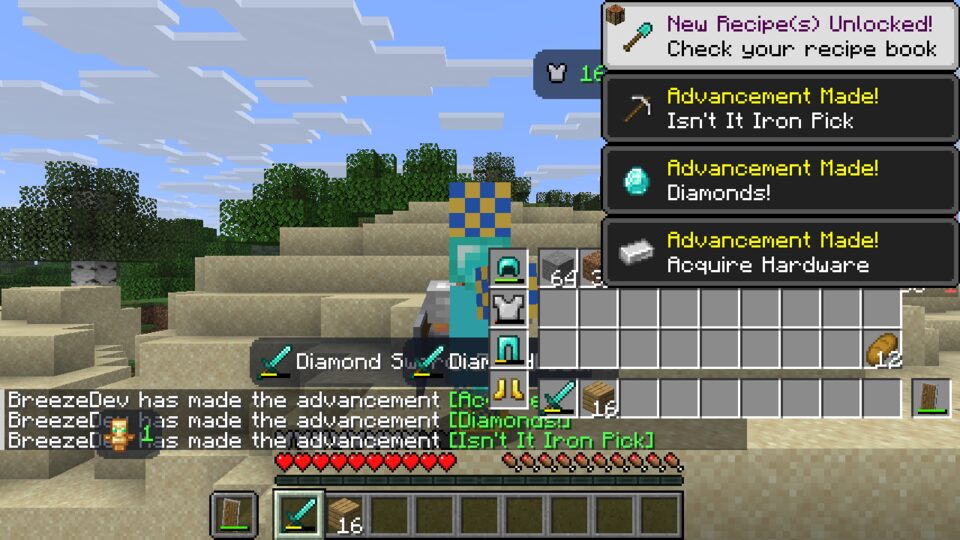 New Recipe(s) Unlocked!
Check your recipe book
16
Advancement Made!
Isn't It Iron Pick
Advancement Made!
Diamonds!
Advancement Made!
Acquire Hardware
64
12
Diamond
16
BreezeDev has made the advancement
BreezeDev has made the advancement [Diamonds!]
has made the advancement [Isn't It Iron Pick]
1
16